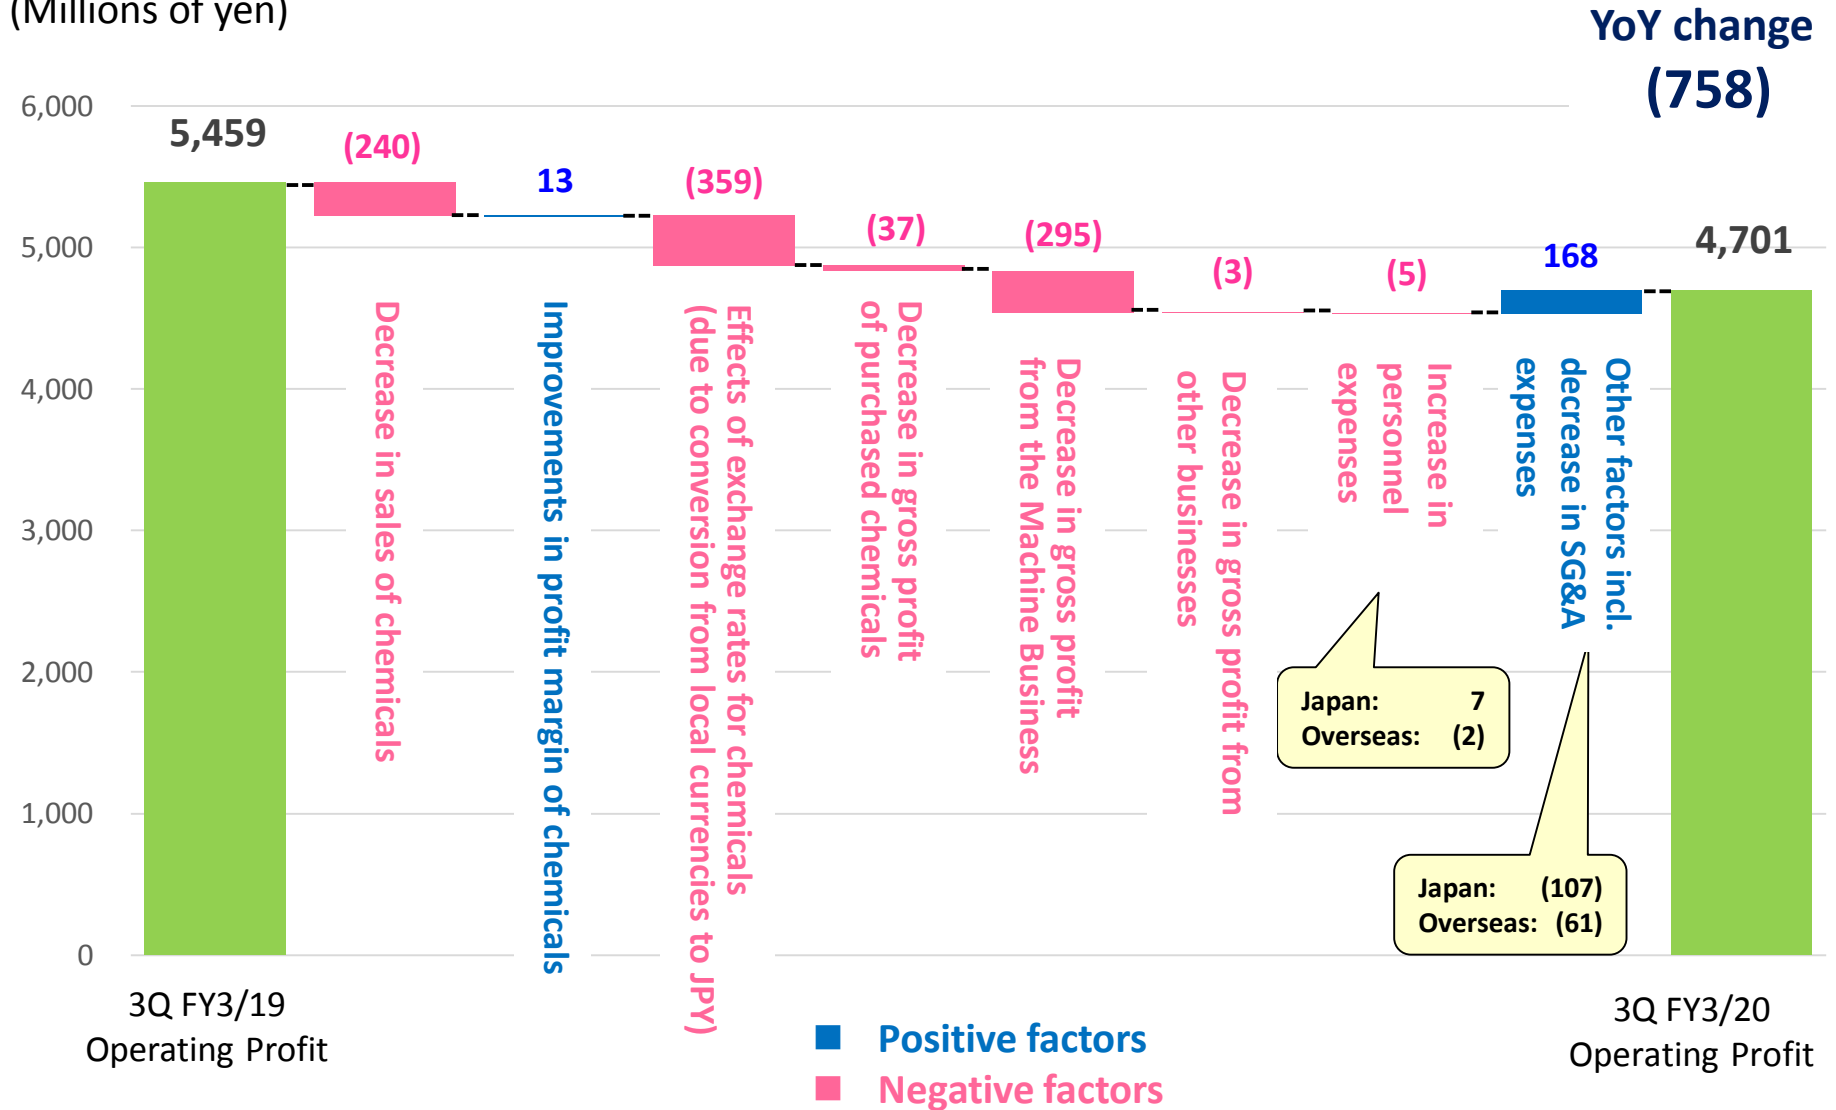 (Millions of yen)
YoY change
(758)
6,000
5,000
4,000
3,000
2,000
1,000
0
5,459
(240)
13
(359)
(37)
(295)
(3)
(5)
168
4,701
Decrease in sales of chemicals
Improvements in profit margin of chemicals
Effects of exchange rates for chemicals
(due to conversion from local currencies to JPY)
Decrease in gross profit
of purchased chemicals
Decrease in gross profit
from the Machine Business
Decrease in gross profit from
other businesses
Increase in
personnel
expenses
Other factors incl.
decrease in SG&A
expenses
Japan: 7
Overseas: (2)
Japan: (107)
Overseas: (61)
3Q FY3/19
Operating Profit
3Q FY3/20
Operating Profit
Positive factors
Negative factors